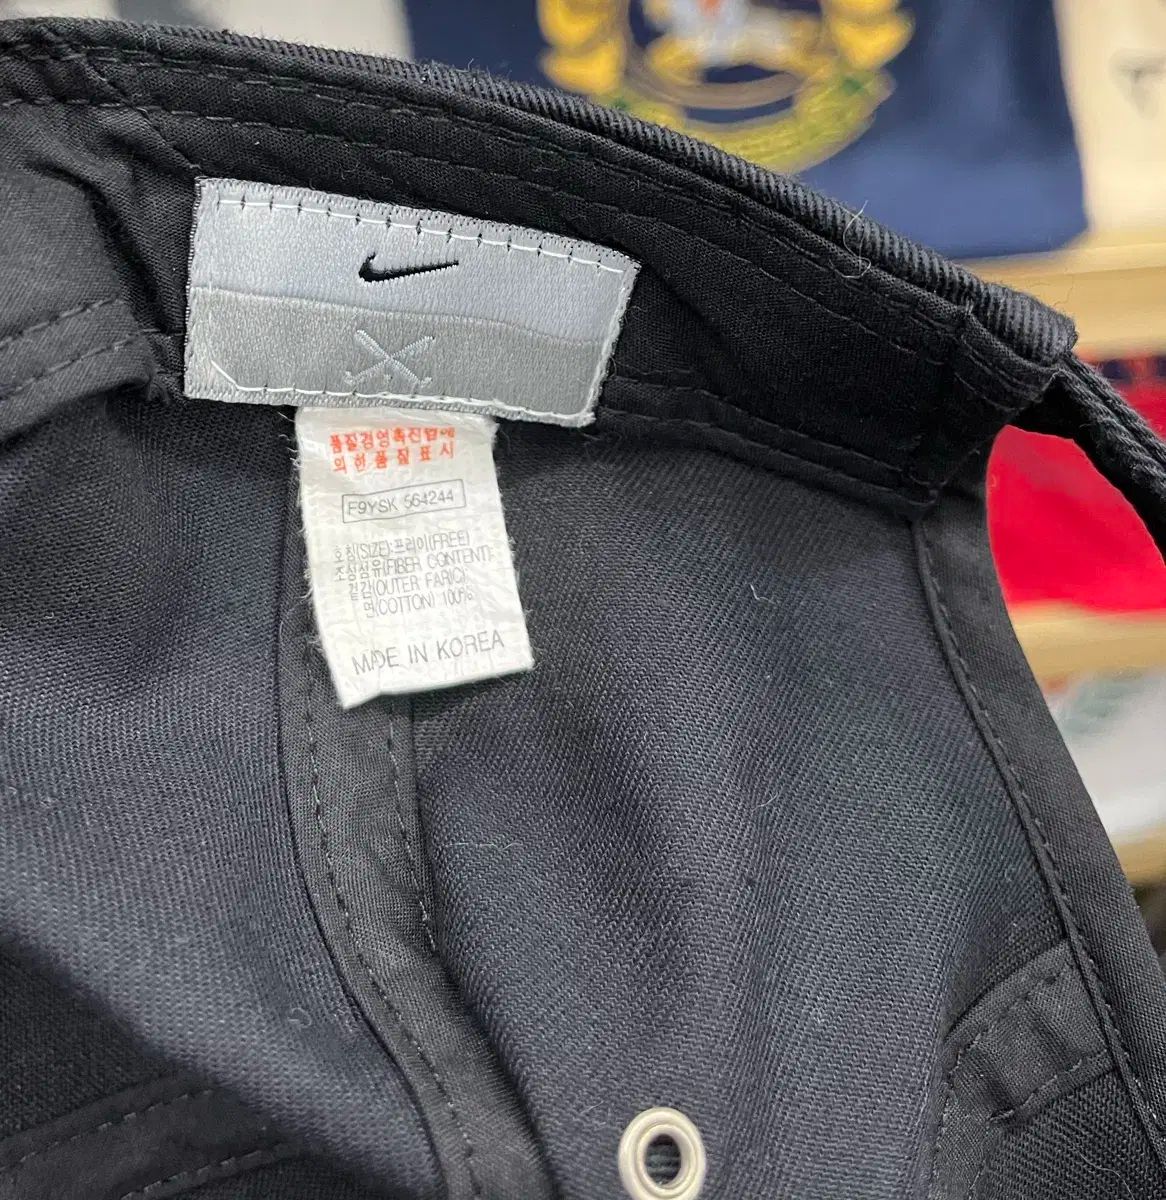 품질경영촉진법에
의한품질표시
F9YSK 564244
호칭(SIZE):프리이(FREE)
조성섬유(FIBER CONTENT):
겉감(OUTER FARIC)
면(COTTON) 100%
MADE IN KOREA